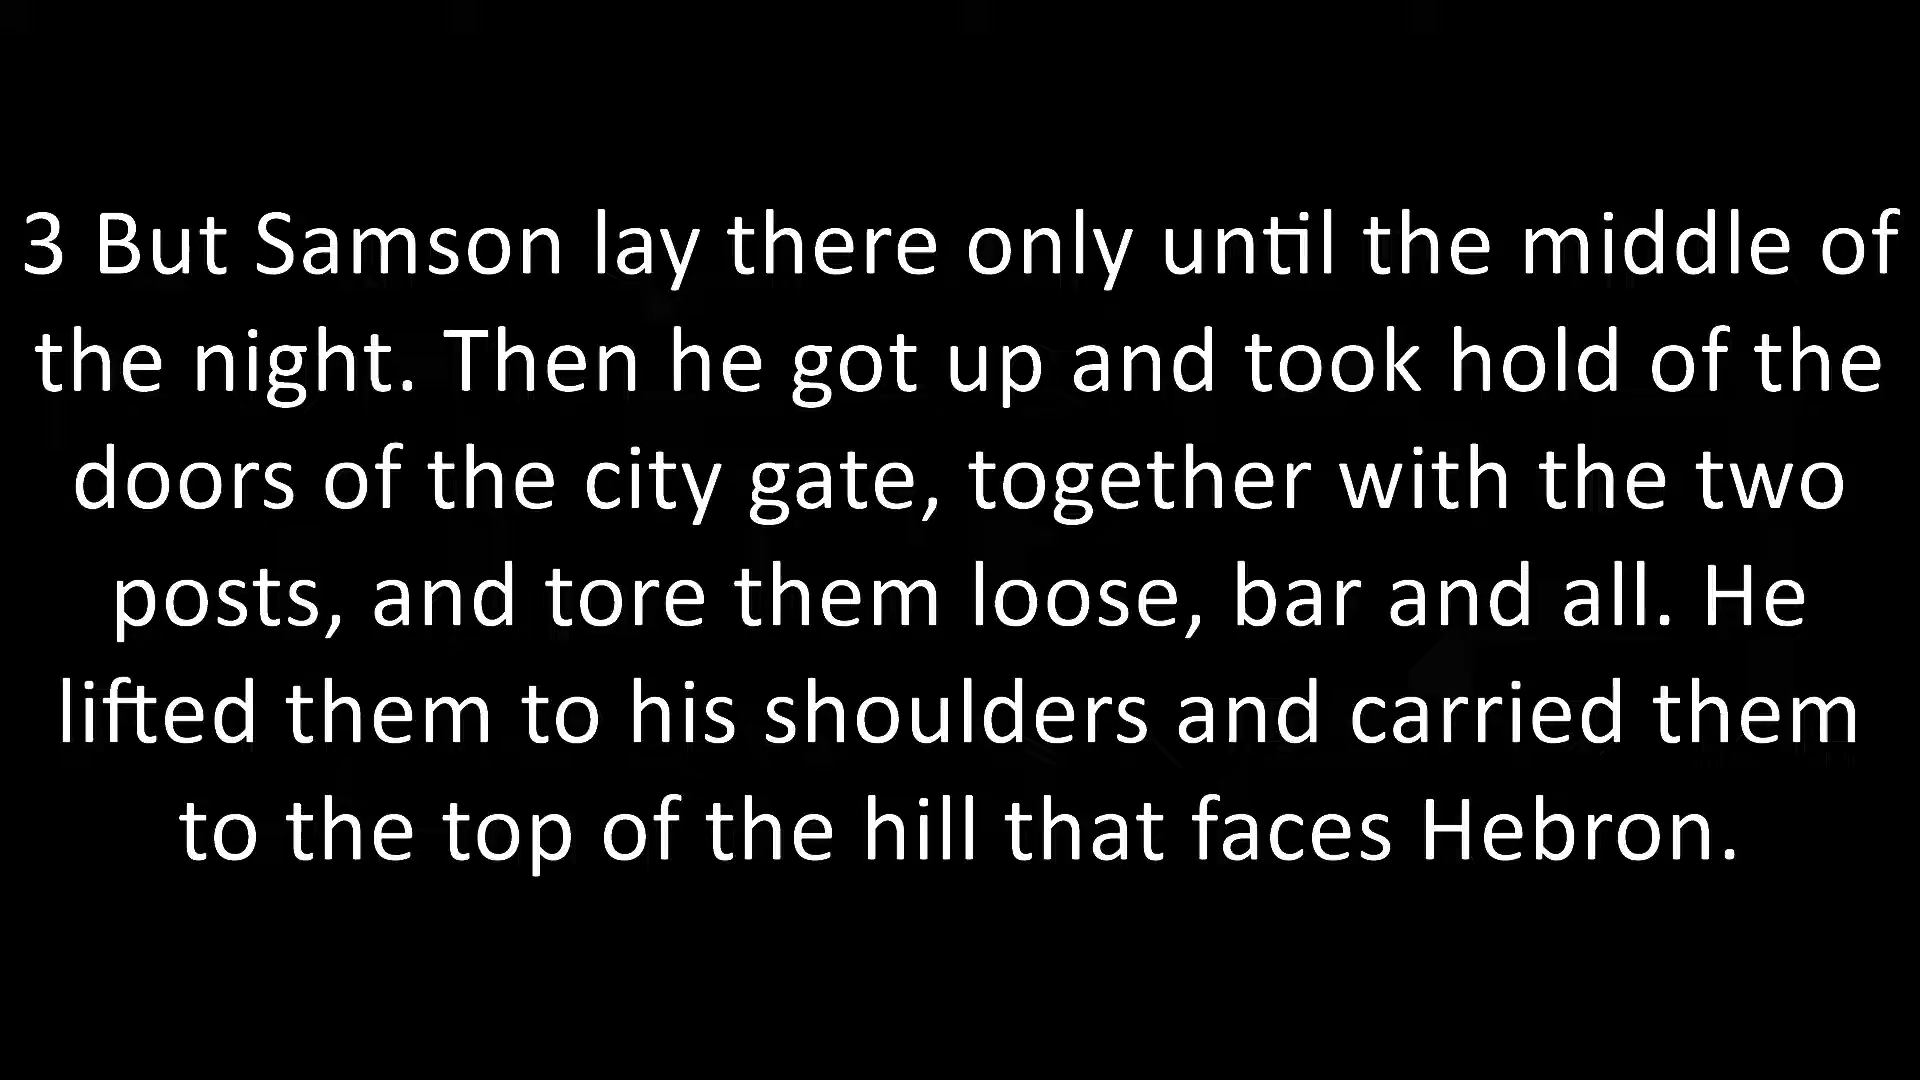 3 But Samson lay there only until the middle of
the night. Then he got up and took hold of the
doors of the city gate, together with the two
posts, and tore them loose, bar and all. He
lifted them to his shoulders and carried them
to the top of the hill that faces Hebron.